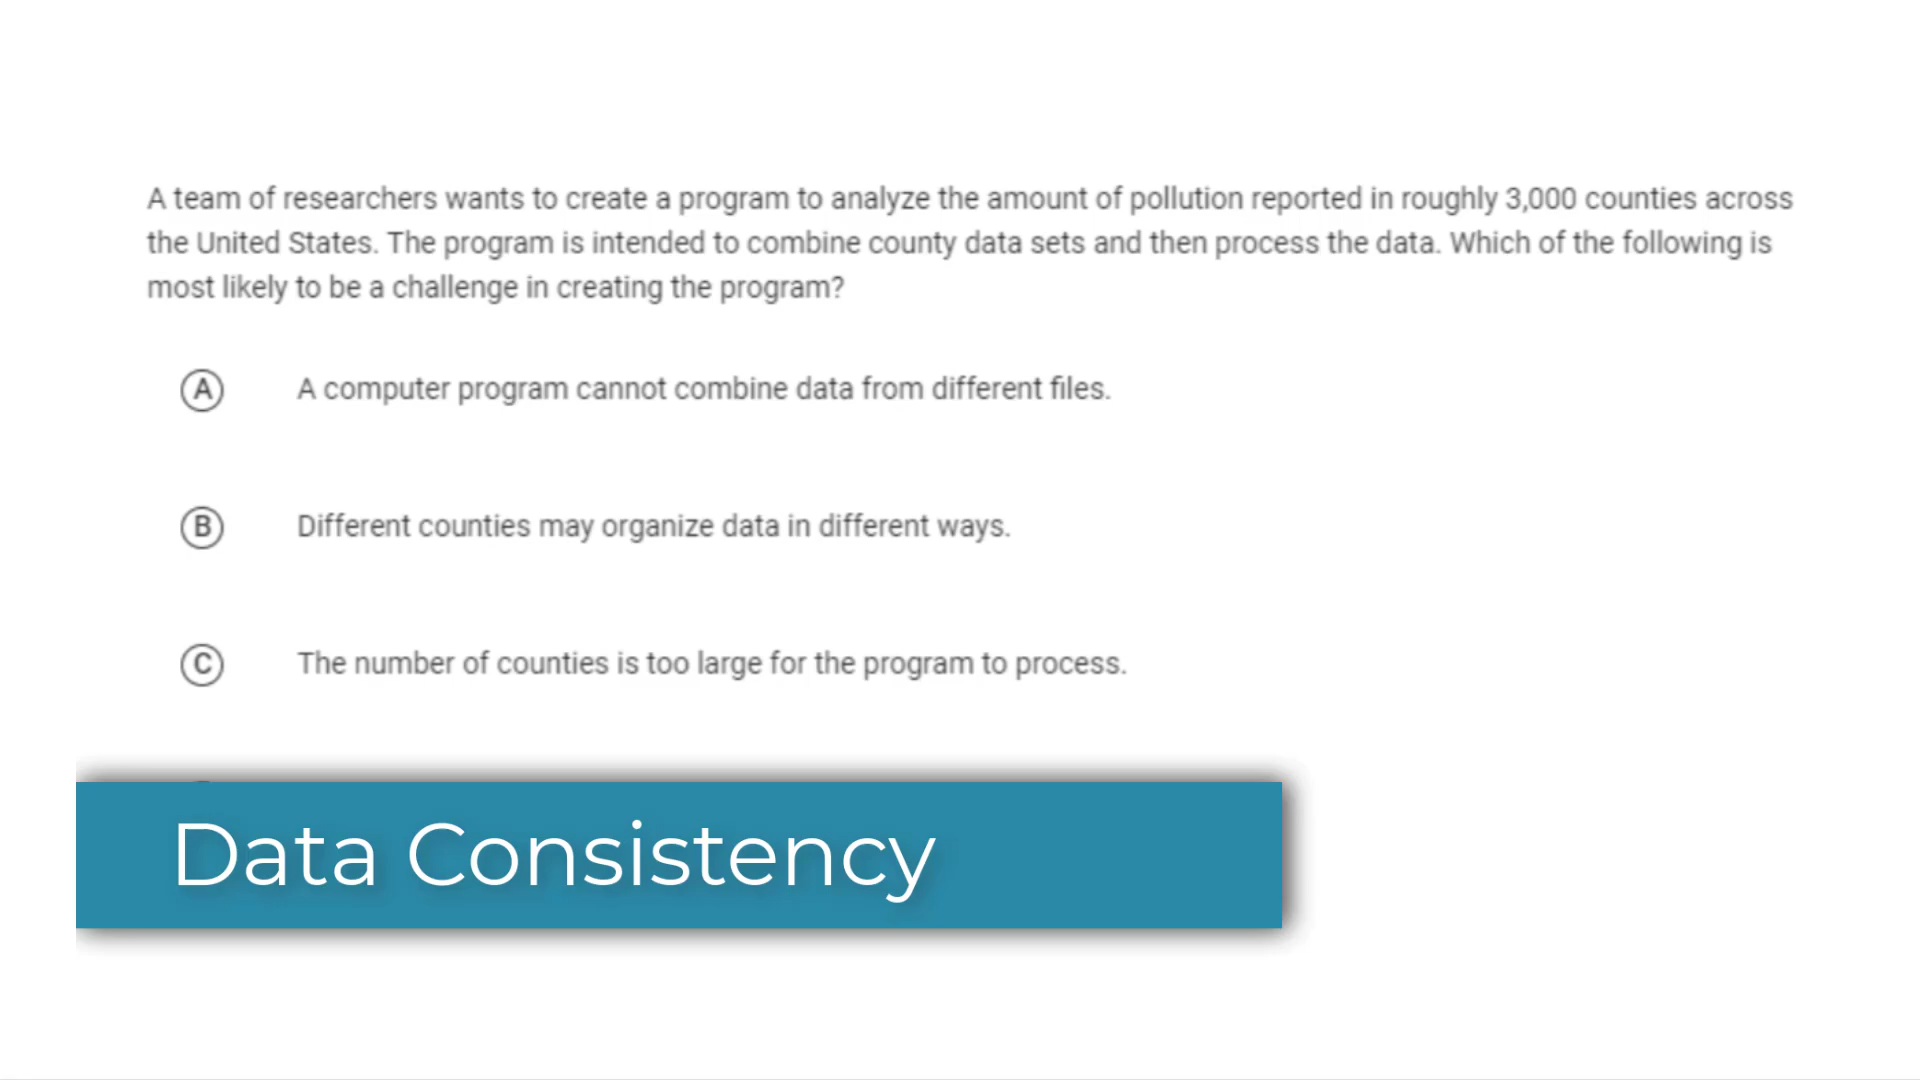 A team of researchers wants to create a program to analyze the amount of pollution reported in roughly 3,000 counties across
the United States. The program is intended to combine county data sets and then process the data. Which of the following is
most likely to be a challenge in creating the program?
A A computer program cannot combine data from different files.
B Different counties may organize data in different ways.
C The number of counties is too large for the program to process.
Data Consistency